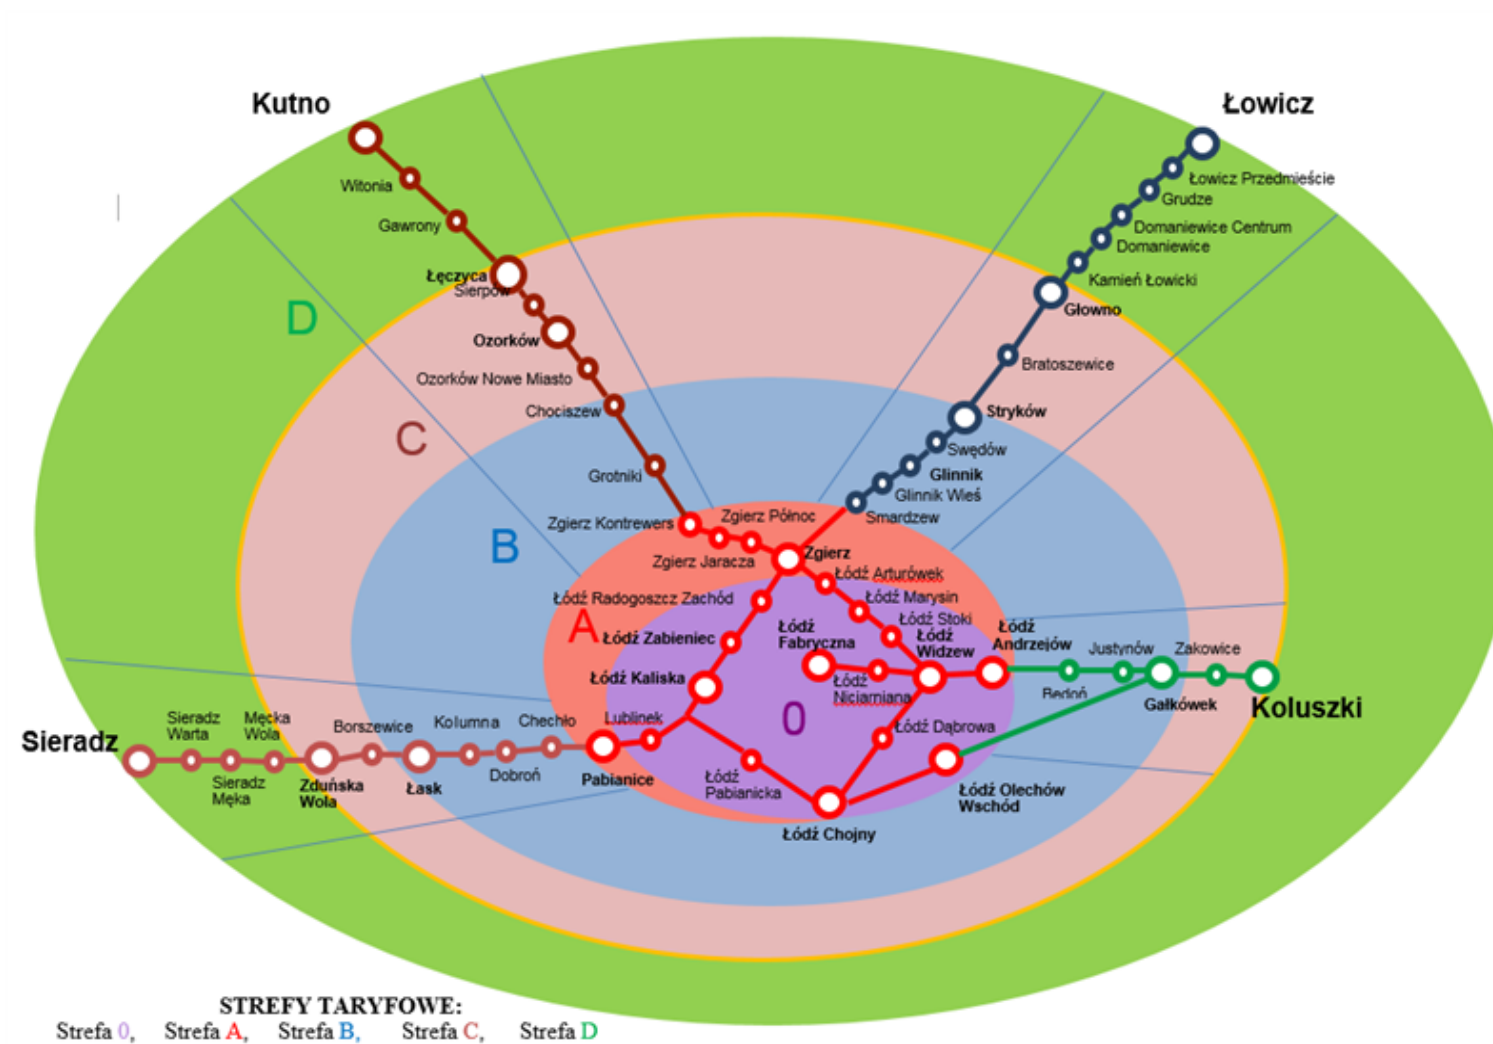 Kutno
Łowicz
Witonia
Łowicz Przedmieście
Grudze
Gawrony
Domaniewice Centrum
Domaniewice
Łęczyca
Sierpów
Kamień Łowicki
D
Głowno
Ozorków
Bratoszewice
Ozorków Nowe Miasto
Chociszew
Stryków
C
Swędów
Grotniki
Glinnik
Glinnik Wieś
Zgierz Kontrewers
Zgierz Północ
Smardzew
B
Zgierz Jaracza
Zgierz
Łódź Arturówek
Łódź Radogoszcz Zachód
Łódź Marysin
A
Łódź Stoki
Łódź Żabieniec
Łódź
Fabryczna
Łódź
Widzew
Łódź
Andrzejów
Justynów
Zakowice
Łódź Kaliska
Łódź
Niciarniana
Bedoń
Gałkówek
Koluszki
Sieradz
Sieradz
Warta
Męcka
Wola
Borszewice
Kolumna
Chechło
Lublinek
0
Łódź Dąbrowa
Sieradz
Męka
Zduńska
Wola
Łask
Dobroń
Pabianice
Łódź
Pabianicka
Łódź Olechów
Wschód
Łódź Chojny
STREFY TARYFOWE:
Strefa 0, Strefa A, Strefa B, Strefa C, Strefa D